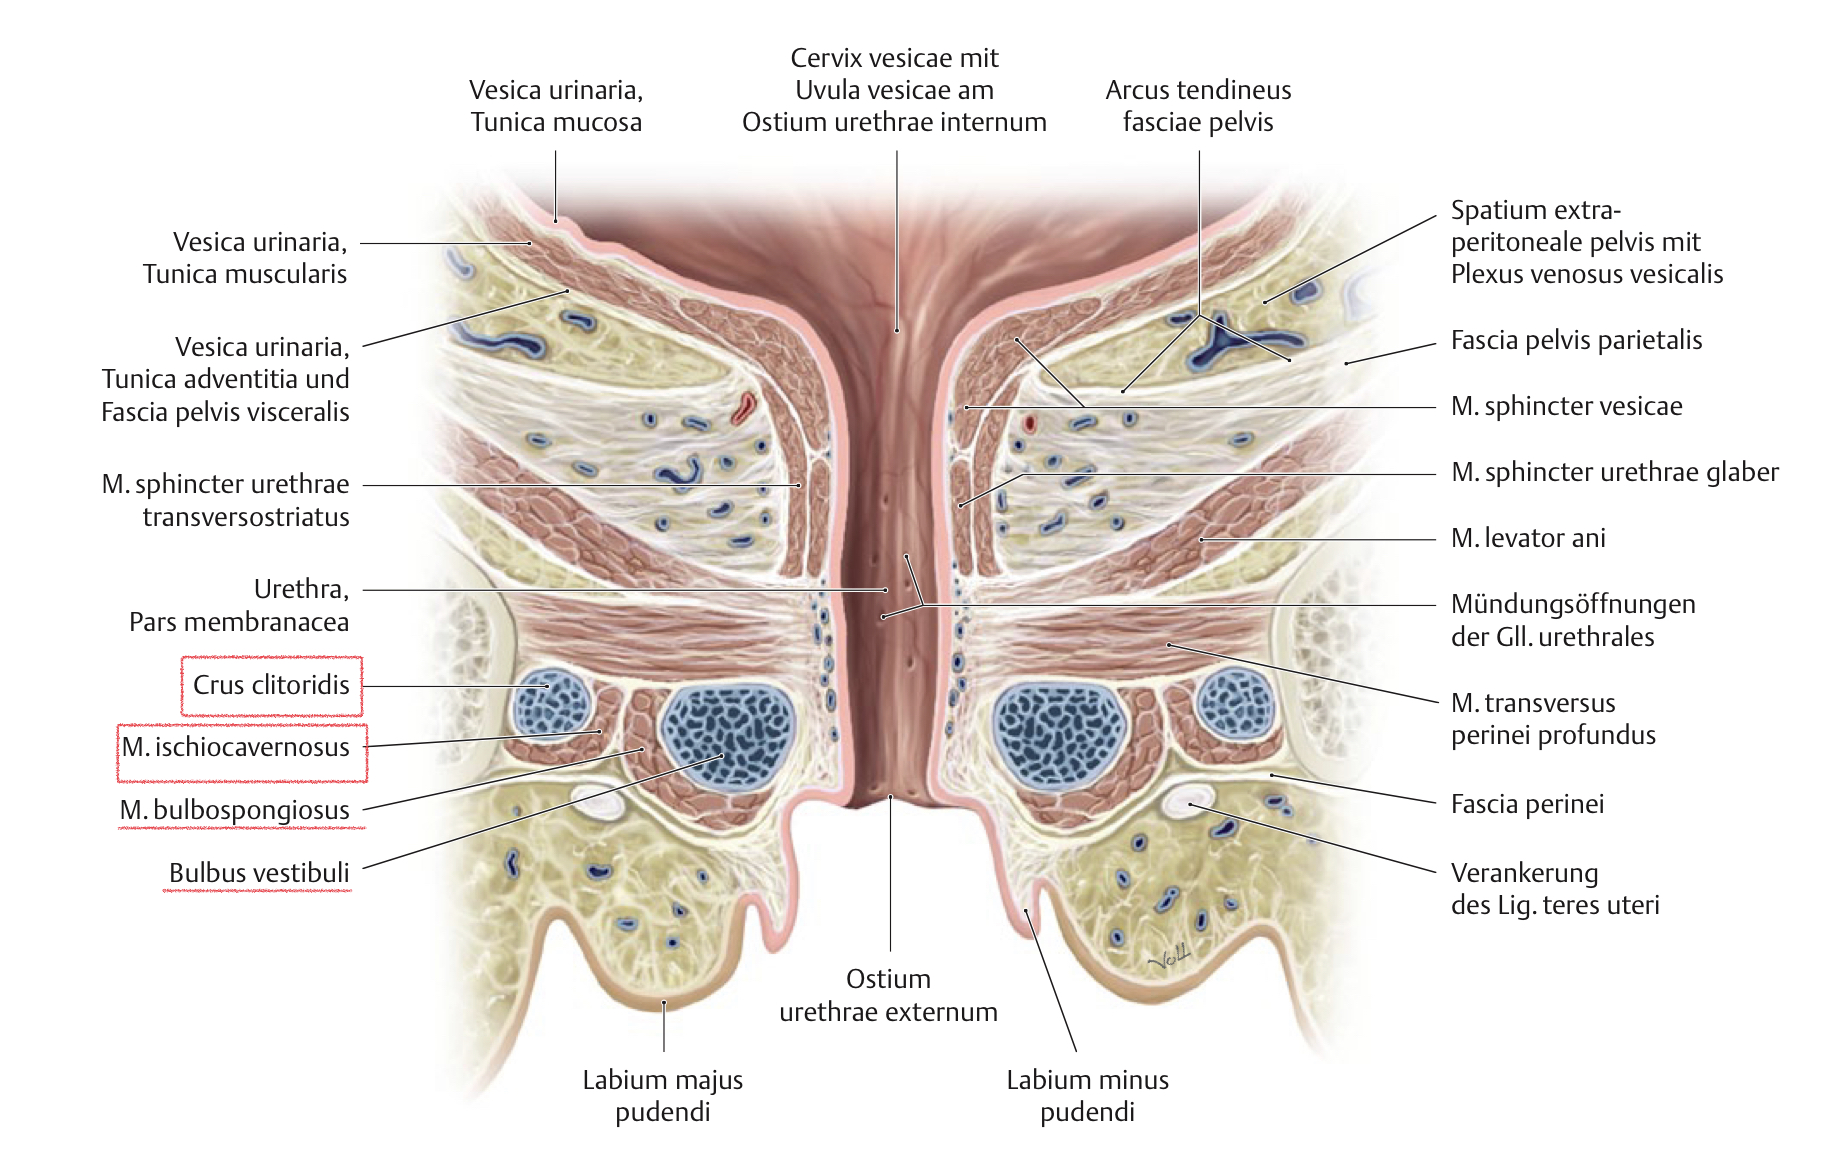 Cervix vesicae mit
Uvula vesicae am
Ostium urethrae internum
Vesica urinaria,
Tunica mucosa
Arcus tendineus
fasciae pelvis
Vesica urinaria,
Tunica muscularis
Vesica urinaria,
Tunica adventitia und
Fascia pelvis visceralis
M. sphincter urethrae
transversostriatus
Urethra,
Pars membranacea
Crus clitoridis
M. ischiocavernosus
M. bulbospongiosus
Bulbus vestibuli
Spatium extra-
peritoneale pelvis mit
Plexus venosus vesicalis
Fascia pelvis parietalis
M. sphincter vesicae
M. sphincter urethrae glaber
M. levator ani
Mündungsöffnungen
der Gll. urethrales
M. transversus
perinei profundus
Fascia perinei
Verankerung
des Lig. teres uteri
Voll
Ostium
urethrae externum
Labium majus
pudendi
Labium minus
pudendi